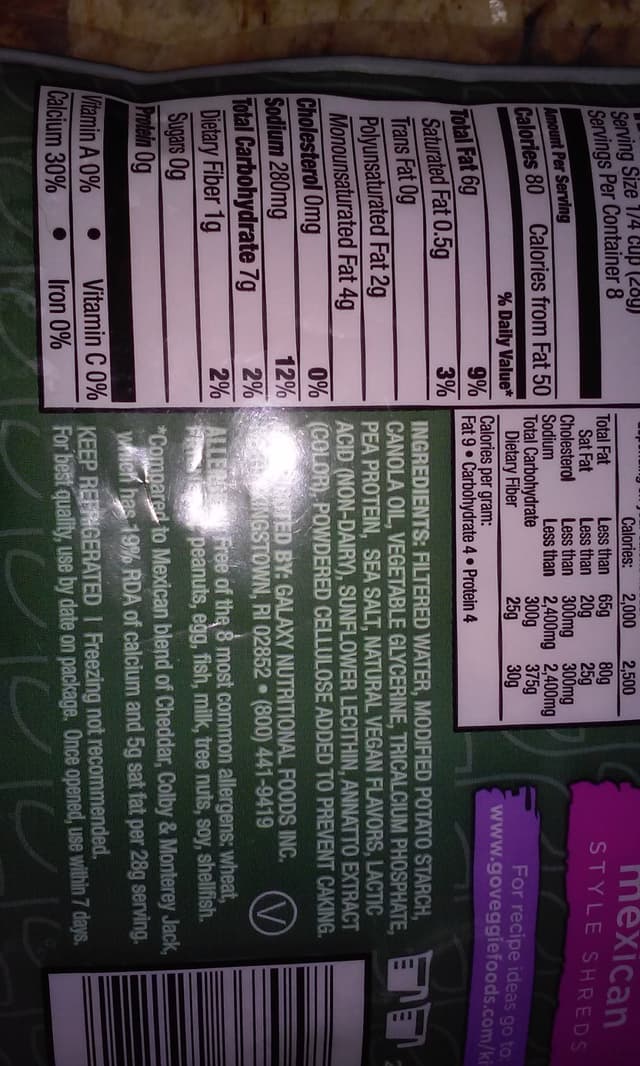 mexican
STYLE SHREDS
For recipe ideas go to:
www.goveggiefoods.com/ki
Serving Size 1/4 cup (28g)
Servings Per Container 8
Amount Per Serving
Calories 80 Calories from Fat 50
% Daily Value*
Total Fat 6g 9%
Saturated Fat 0.5g 3%
Trans Fat 0g
Polyunsaturated Fat 2g
Monounsaturated Fat 4g
Cholesterol 0mg 0%
Sodium 280mg 12%
Total Carbohydrate 7g 2%
Dietary Fiber 1g 2%
Sugars 0g
Protein 0g
Vitamin A 0% • Vitamin C 0%
Calcium 30% • Iron 0%
Calories: 2,000 2,500
Total Fat Less than 65g 80g
Sat Fat Less than 20g 25g
Cholesterol Less than 300mg 300mg
Sodium Less than 2,400mg 2,400mg
Total Carbohydrate 300g 375g
Dietary Fiber 25g 30g
Calories per gram:
Fat 9 • Carbohydrate 4 • Protein 4
INGREDIENTS: FILTERED WATER, MODIFIED POTATO STARCH,
CANOLA OIL, VEGETABLE GLYCERINE, TRICALCIUM PHOSPHATE,
PEA PROTEIN, SEA SALT, NATURAL VEGAN FLAVORS, LACTIC
ACID (NON-DAIRY), SUNFLOWER LECITHIN, ANNATTO EXTRACT
(COLOR). POWDERED CELLULOSE ADDED TO PREVENT CAKING.
BY: GALAXY NUTRITIONAL FOODS INC.
KINGSTOWN, RI 02852 • (800) 441-9419
V
Free of the 8 most common allergens: wheat,
peanuts, egg, fish, milk, tree nuts, soy, shellfish.
*Compared to Mexican blend of Cheddar, Colby & Monterey Jack,
which has 19% RDA of calcium and 5g sat fat per 28g serving.
KEEP REFRIGERATED | Freezing not recommended.
For best quality, use by date on package. Once opened, use within 7 days.